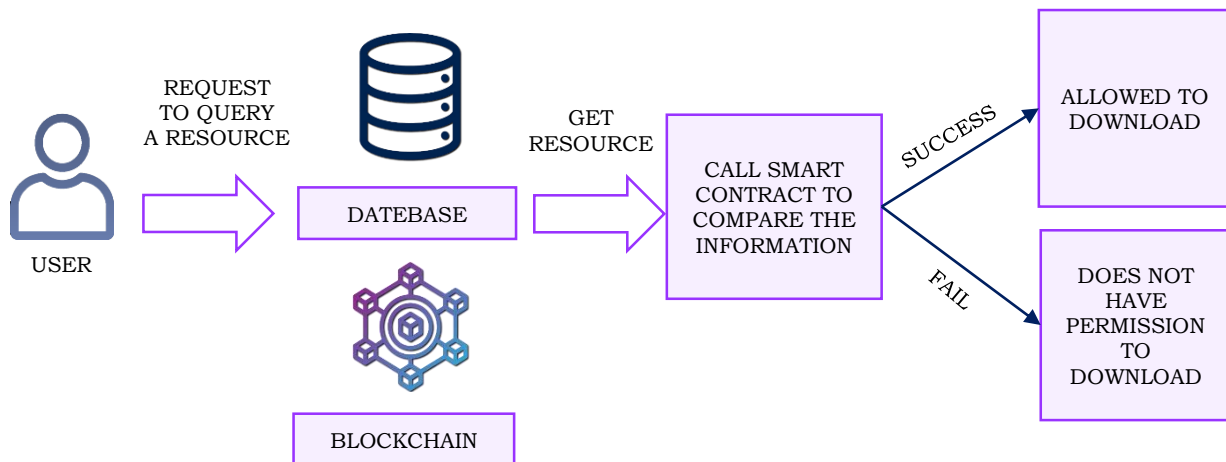 USER
REQUEST
TO QUERY
A RESOURCE
DATEBASE
BLOCKCHAIN
GET
RESOURCE
CALL SMART
CONTRACT TO
COMPARE THE
INFORMATION
SUCCESS
FAIL
ALLOWED TO
DOWNLOAD
DOES NOT
HAVE
PERMISSION
TO
DOWNLOAD